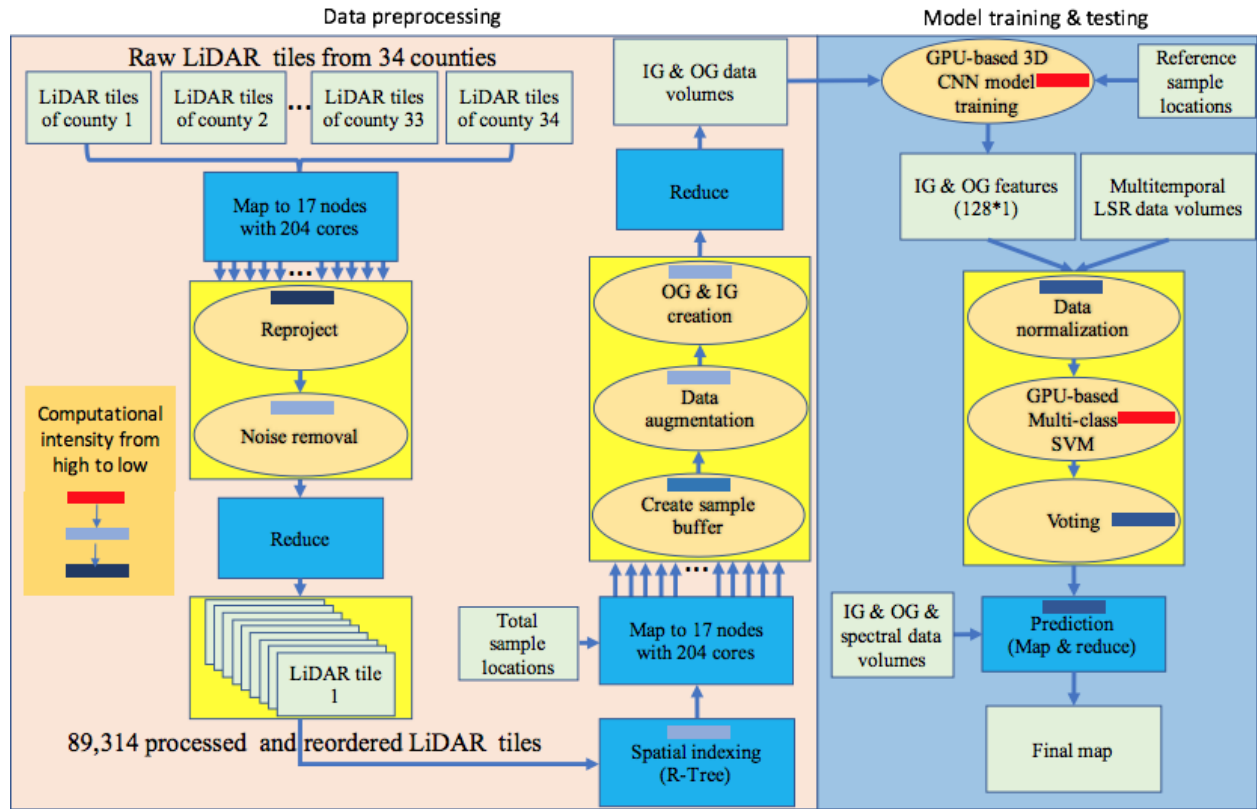 Data preprocessing
Model training & testing
Raw LiDAR tiles from 34 counties
LiDAR tiles
of county 1
LiDAR tiles
of county 2
...
LiDAR tiles
of county 33
LiDAR tiles
of county 34
Map to 17 nodes
with 204 cores
...
Reproject
Noise removal
Computational
intensity from
high to low
Reduce
LiDAR tile
1
89,314 processed and reordered LiDAR tiles
Spatial indexing
(R-Tree)
Total
sample
locations
Map to 17 nodes
with 204 cores
...
Create sample
buffer
Data
augmentation
OG & IG
creation
Reduce
IG & OG data
volumes
GPU-based 3D
CNN model
training
Reference
sample
locations
IG & OG features
(128*1)
Multitemporal
LSR data volumes
Data
normalization
GPU-based
Multi-class
SVM
Voting
IG & OG &
spectral data
volumes
Prediction
(Map & reduce)
Final map